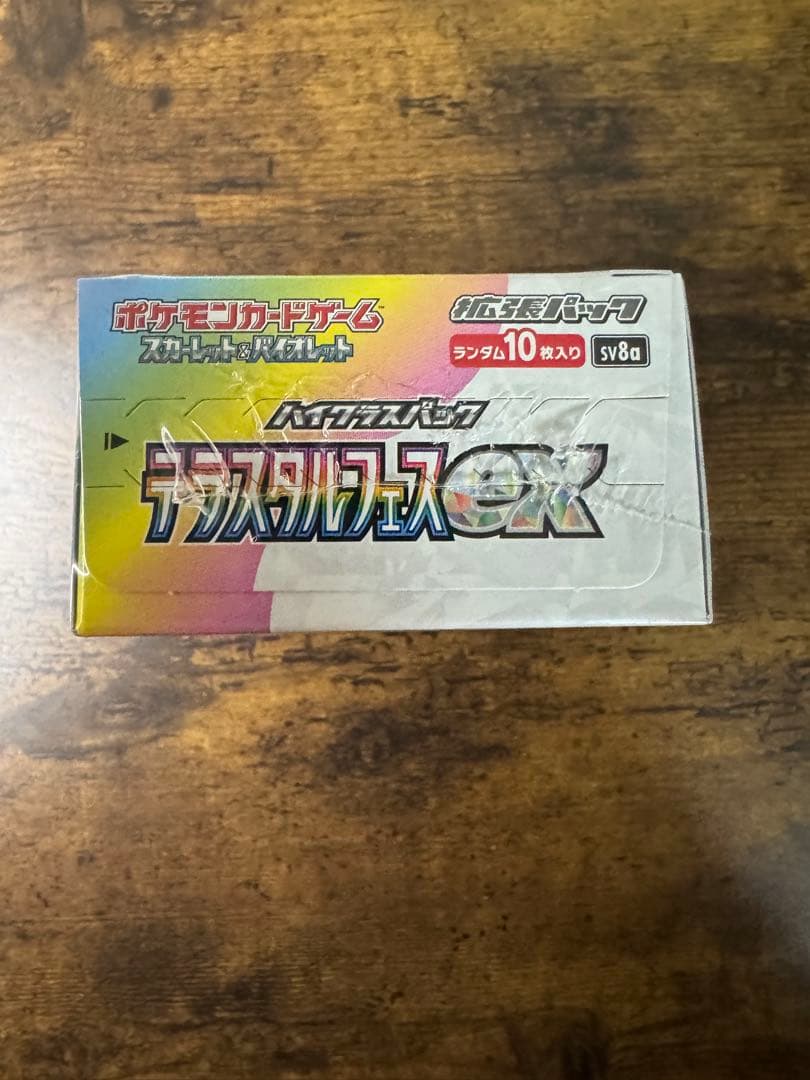 ポケモンカードゲーム™
スカーレット&バイオレット
拡張パック
ランダム10枚入り SV8a
ハイクラスパック
テラスタルフェスex